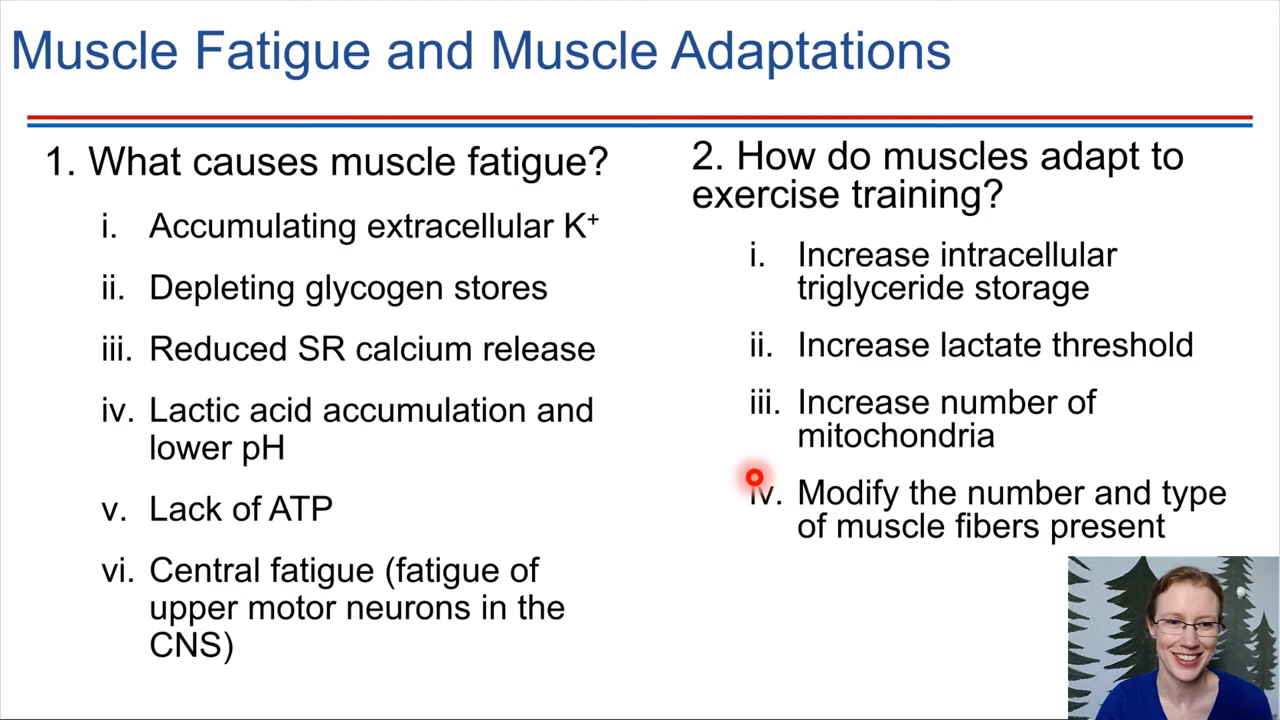 Muscle Fatigue and Muscle Adaptations
1. What causes muscle fatigue?
i. Accumulating extracellular K⁺
ii. Depleting glycogen stores
iii. Reduced SR calcium release
iv. Lactic acid accumulation and
lower pH
v. Lack of ATP
vi. Central fatigue (fatigue of
upper motor neurons in the
CNS)
2. How do muscles adapt to
exercise training?
i. Increase intracellular
triglyceride storage
ii. Increase lactate threshold
iii. Increase number of
mitochondria
iv. Modify the number and type
of muscle fibers present